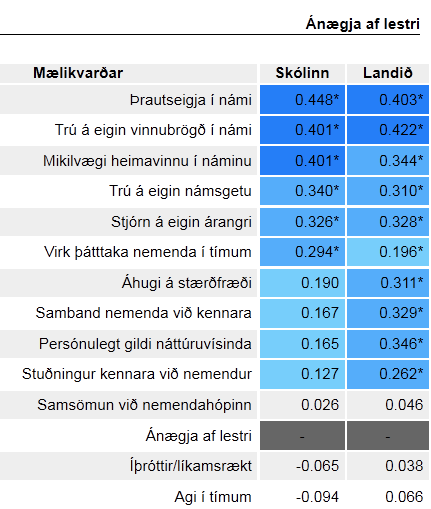 Ánægja af lestri
Mælikvarðar Skólinn Landið
Þrautseigja í námi 0.448* 0.403*
Trú á eigin vinnubrögð í námi 0.401* 0.422*
Mikilvægi heimavinnu í náminu 0.401* 0.344*
Trú á eigin námsgetu 0.340* 0.310*
Stjórn á eigin árangri 0.326* 0.328*
Virk þátttaka nemenda í tímum 0.294* 0.196*
Áhugi á stærðfræði 0.190 0.311*
Samband nemenda við kennara 0.167 0.329*
Persónulegt gildi náttúruvísinda 0.165 0.346*
Stuðningur kennara við nemendur 0.127 0.262*
Samsömun við nemendahópinn 0.026 0.046
Ánægja af lestri - -
Íþróttir/líkamsrækt -0.065 0.038
Agi í tímum -0.094 0.066